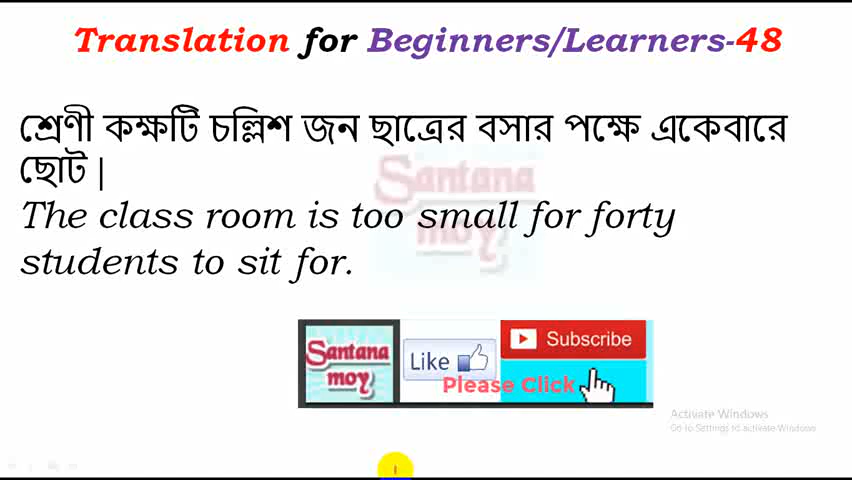 Translation for Beginners/Learners-48
শ্রেণী কক্ষটি চল্লিশ জন ছাত্রের বসার পক্ষে একেবারে
ছোট|
The class room is too small for forty
students to sit for.
Santana
moy
Santana
moy
Like
Subscribe
Please Click
Activate Windows
Go to Settings to activate Windows